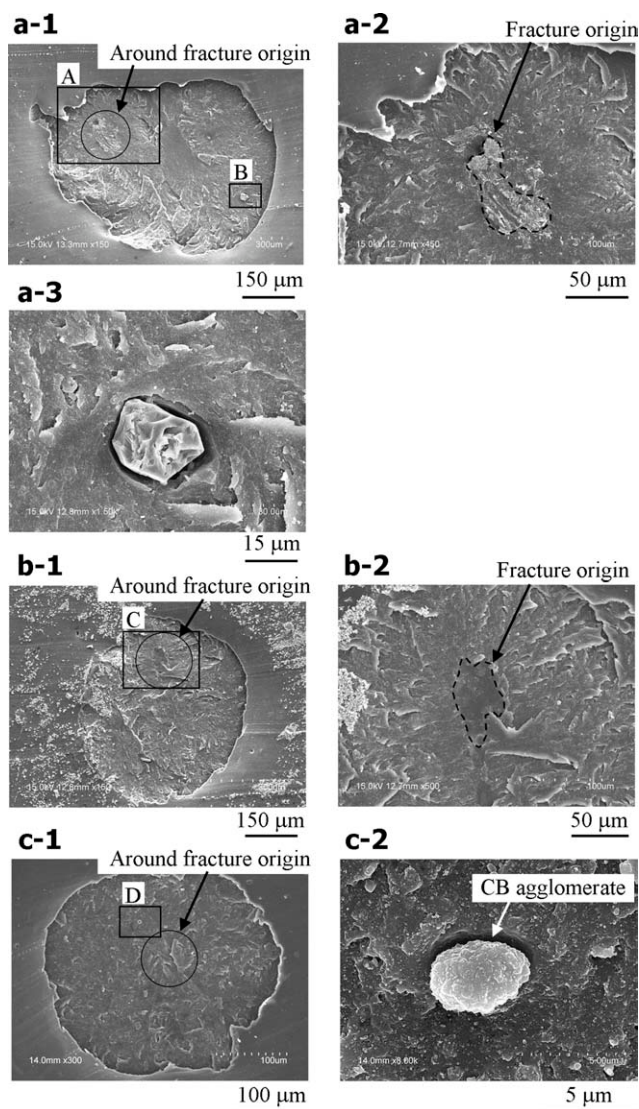 a-1
Around fracture origin
A
B
15.0kV 13.3mm x150
300um
150 μm
a-2
Fracture origin
15.0kV 12.7mm x450
100um
50 μm
a-3
15.0kV 12.8mm x1.50k
30.0um
15 μm
b-1
Around fracture origin
C
15.0kV 12.8mm x150
300um
150 μm
b-2
Fracture origin
15.0kV 12.7mm x500
100um
50 μm
c-1
Around fracture origin
D
14.0mm x300
100um
100 μm
c-2
CB agglomerate
14.0mm x8.00k
5.00um
5 μm